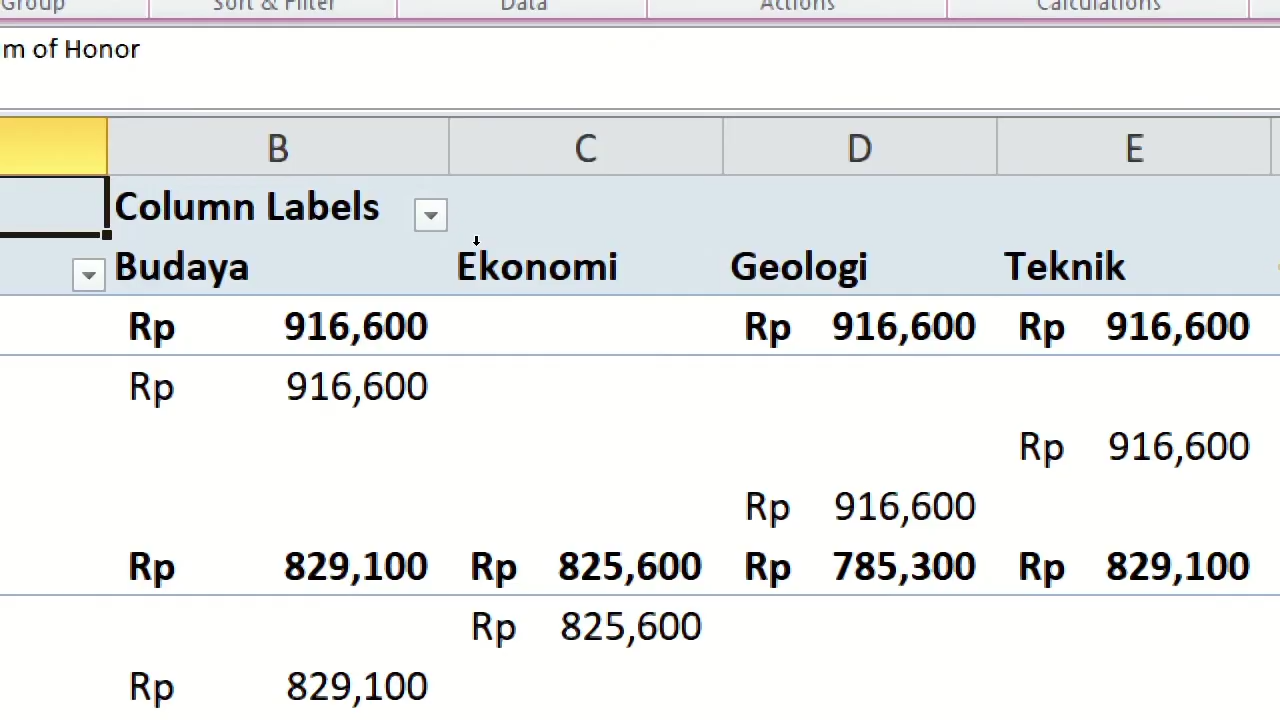 Group Sort & Filter Data Actions Calculations
m of Honor
B C D E
Column Labels
Budaya Ekonomi Geologi Teknik
Rp 916,600 Rp 916,600 Rp 916,600
Rp 916,600
Rp 916,600
Rp 916,600
Rp 829,100 Rp 825,600 Rp 785,300 Rp 829,100
Rp 825,600
Rp 829,100